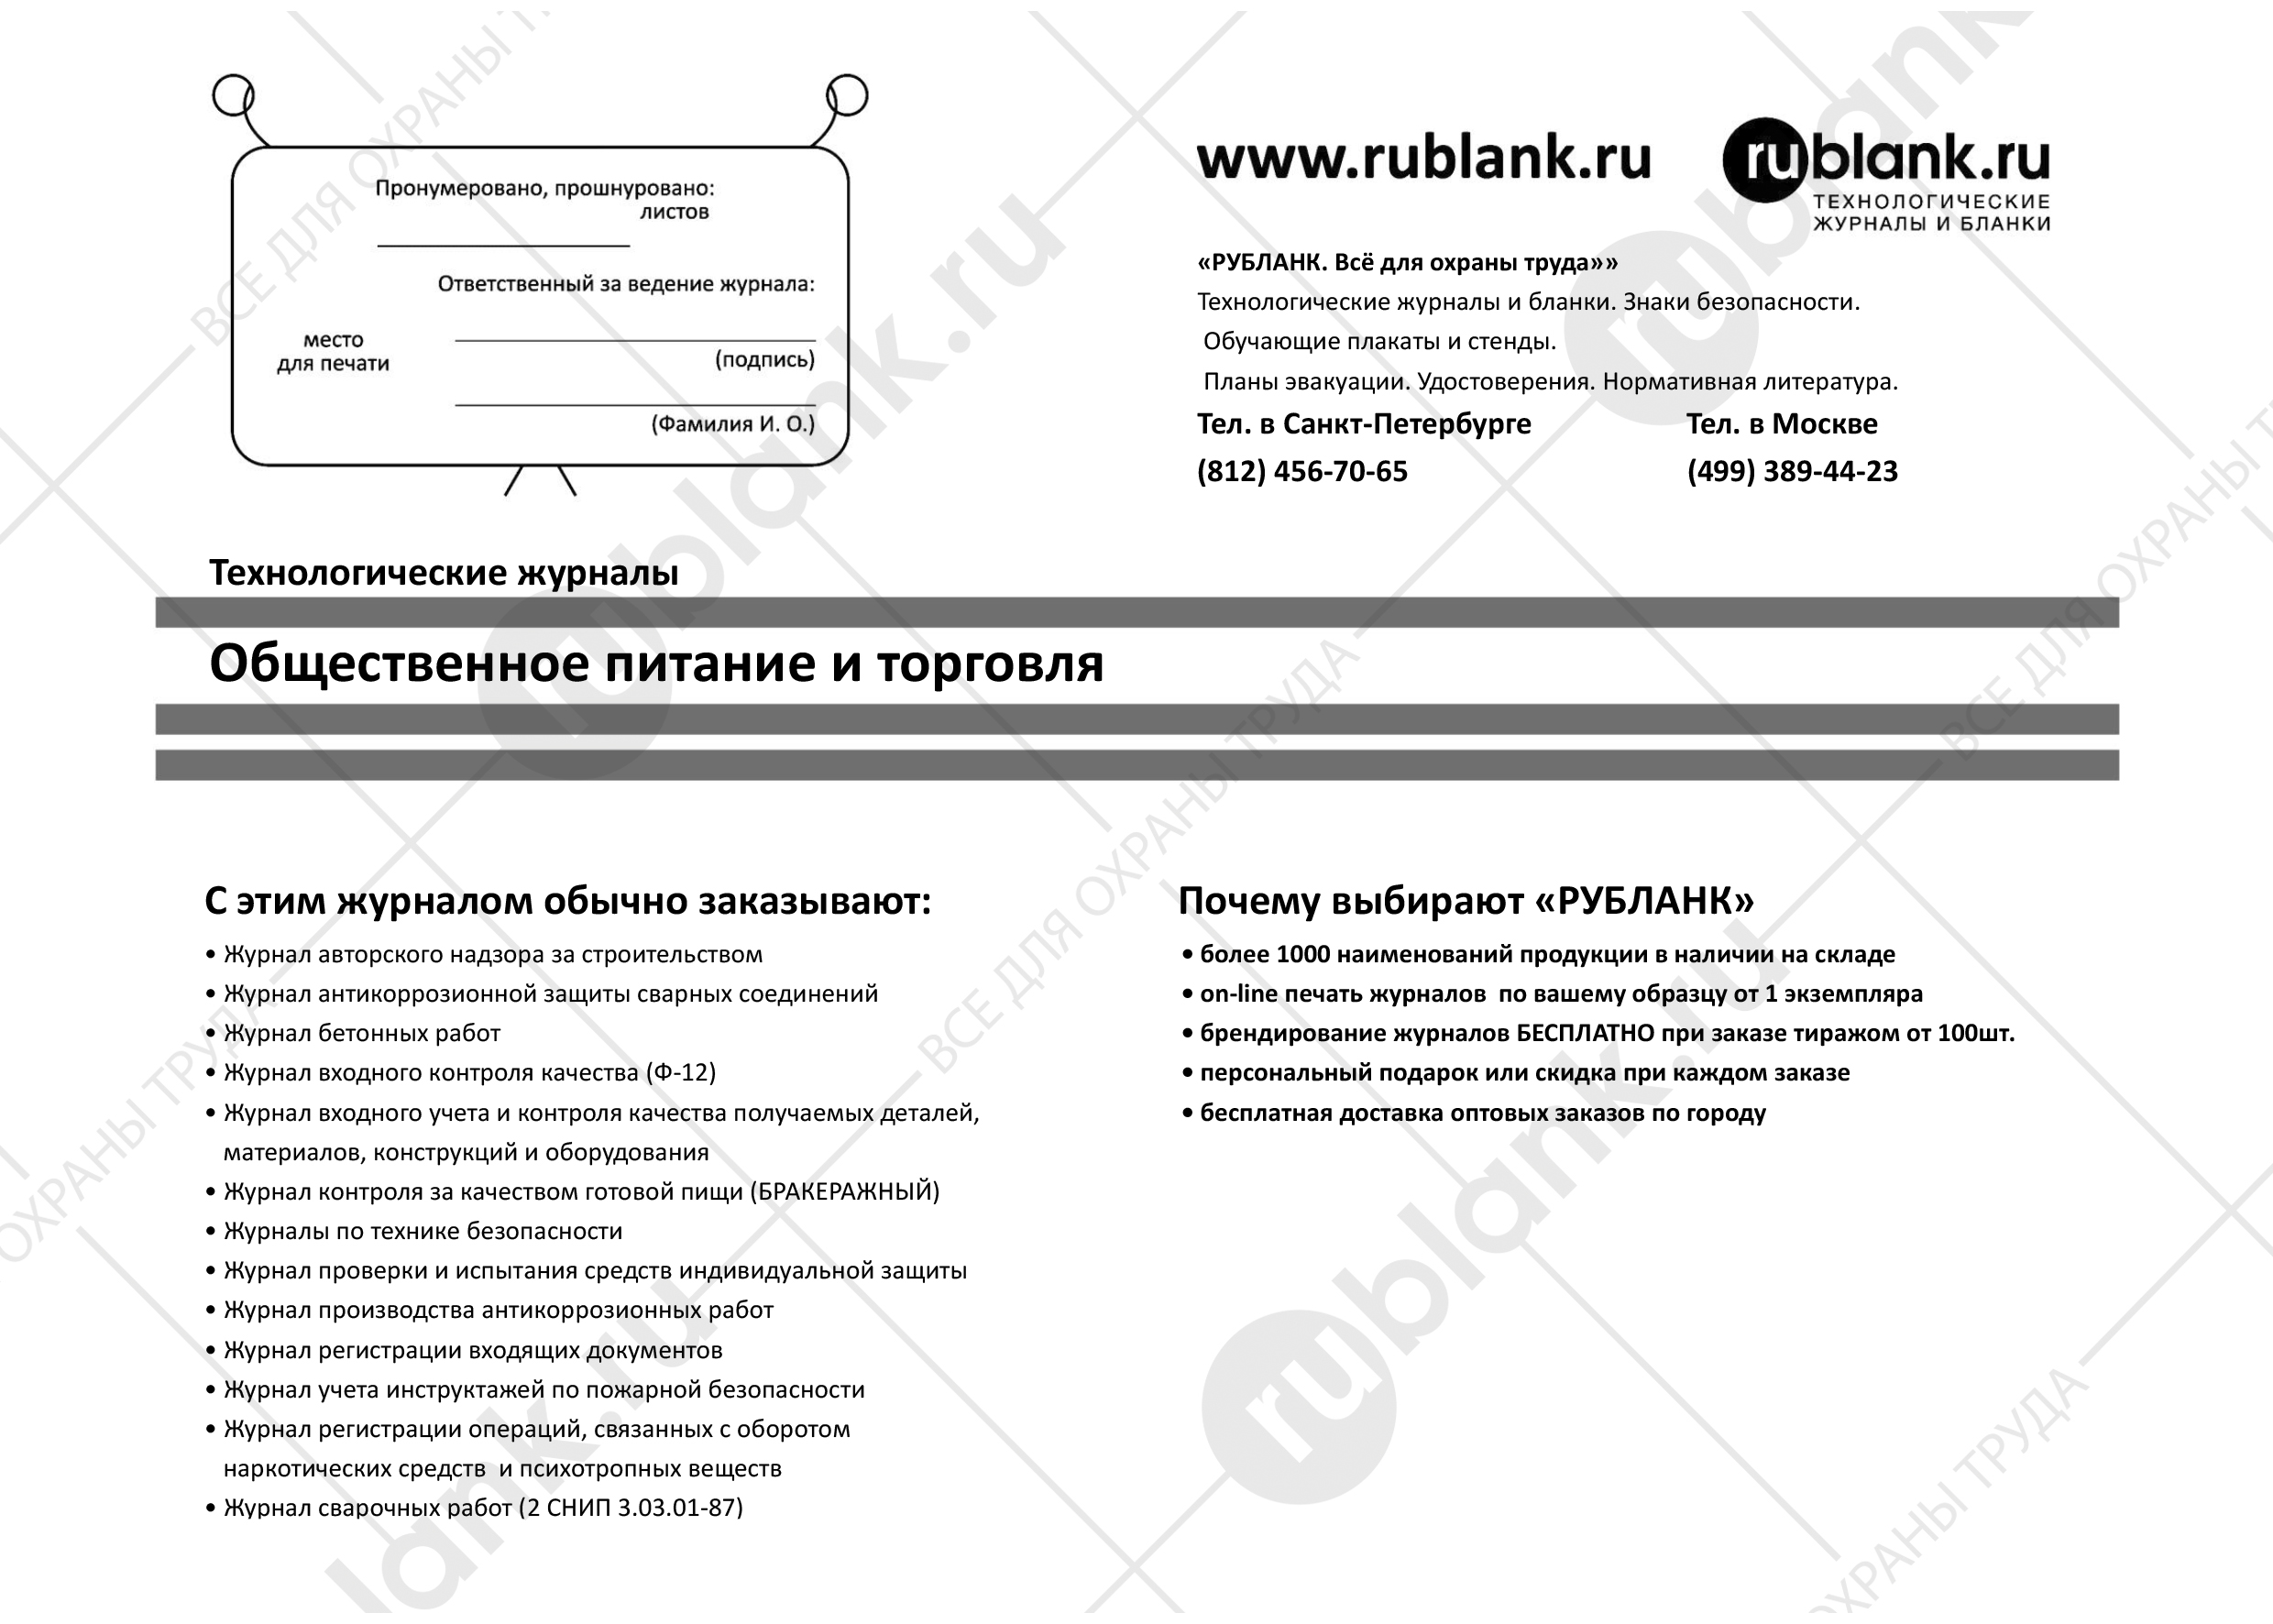 Пронумеровано, прошнуровано:
листов
Ответственный за ведение журнала:
место
для печати
(подпись)
(Фамилия И. О.)
www.rublank.ru
rublank.ru
ТЕХНОЛОГИЧЕСКИЕ
ЖУРНАЛЫ И БЛАНКИ
«РУБЛАНК. Всё для охраны труда»»
Технологические журналы и бланки. Знаки безопасности.
Обучающие плакаты и стенды.
Планы эвакуации. Удостоверения. Нормативная литература.
Тел. в Санкт-Петербурге
Тел. в Москве
(812) 456-70-65
(499) 389-44-23
Технологические журналы
Общественное питание и торговля
С этим журналом обычно заказывают:
• Журнал авторского надзора за строительством
• Журнал антикоррозионной защиты сварных соединений
• Журнал бетонных работ
• Журнал входного контроля качества (Ф-12)
• Журнал входного учета и контроля качества получаемых деталей,
материалов, конструкций и оборудования
• Журнал контроля за качеством готовой пищи (БРАКЕРАЖНЫЙ)
• Журналы по технике безопасности
• Журнал проверки и испытания средств индивидуальной защиты
• Журнал производства антикоррозионных работ
• Журнал регистрации входящих документов
• Журнал учета инструктажей по пожарной безопасности
• Журнал регистрации операций, связанных с оборотом
наркотических средств и психотропных веществ
• Журнал сварочных работ (2 СНИП 3.03.01-87)
Почему выбирают «РУБЛАНК»
• более 1000 наименований продукции в наличии на складе
• on-line печать журналов по вашему образцу от 1 экземпляра
• брендирование журналов БЕСПЛАТНО при заказе тиражом от 100шт.
• персональный подарок или скидка при каждом заказе
• бесплатная доставка оптовых заказов по городу
rublank.ru
ВСЕ ДЛЯ ОХРАНЫ ТРУДА
rublank.ru